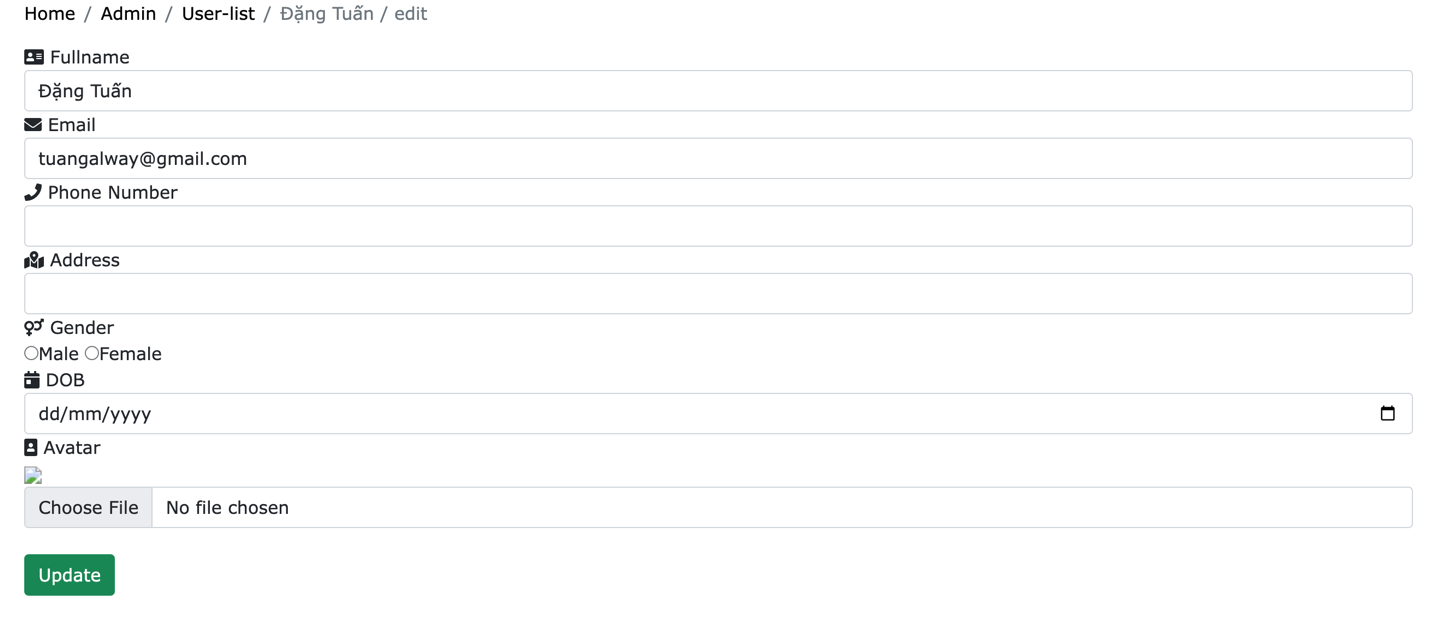 Home / Admin / User-list / Đặng Tuấn / edit
Fullname
Đặng Tuấn
Email
tuangalway@gmail.com
Phone Number
Address
Gender
Male Female
DOB
dd/mm/yyyy
Avatar
Choose File No file chosen
Update